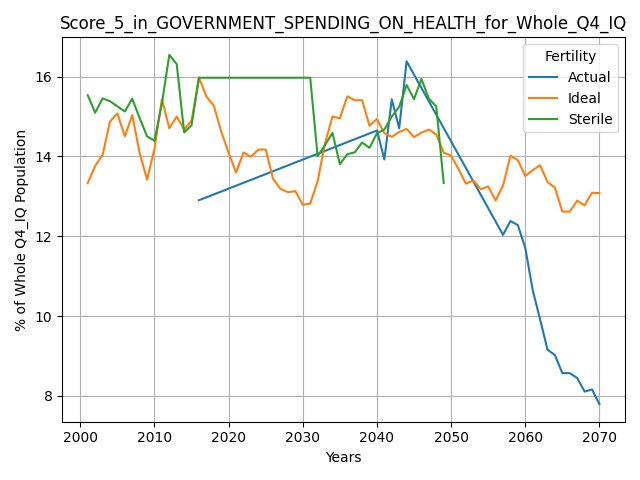 Score_5_in_GOVERNMENT_SPENDING_ON_HEALTH_for_Whole_Q4_IQ
Fertility
Actual
Ideal
Sterile
% of Whole Q4_IQ Population
16
14
12
10
8
2000 2010 2020 2030 2040 2050 2060 2070
Years